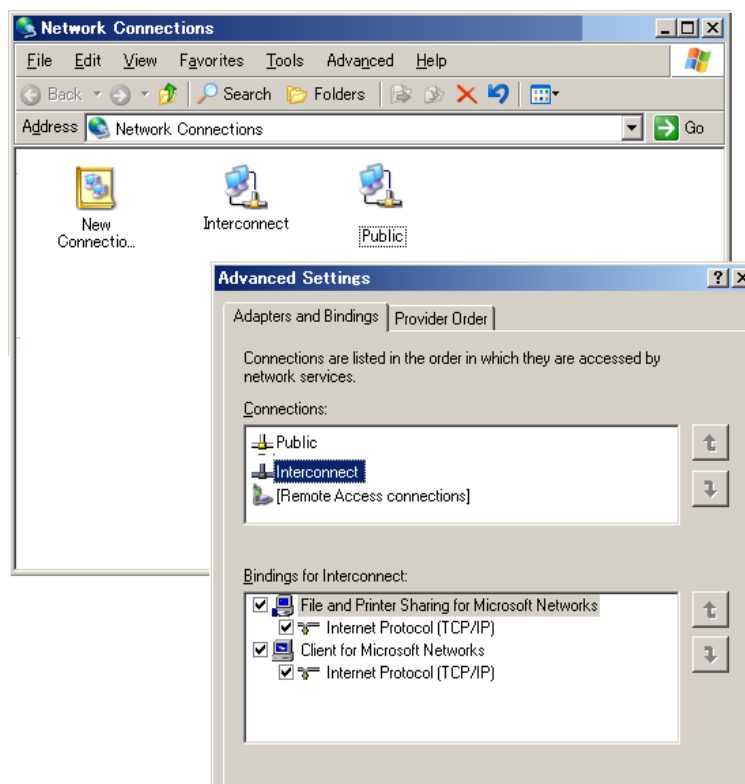 Network Connections
File Edit View Favorites Tools Advanced Help
Back Search Folders
Address Network Connections Go
New Connectio...
Interconnect
Public
Advanced Settings
Adapters and Bindings Provider Order
Connections are listed in the order in which they are accessed by
network services.
Connections:
Public
Interconnect
[Remote Access connections]
Bindings for Interconnect:
File and Printer Sharing for Microsoft Networks
Internet Protocol (TCP/IP)
Client for Microsoft Networks
Internet Protocol (TCP/IP)